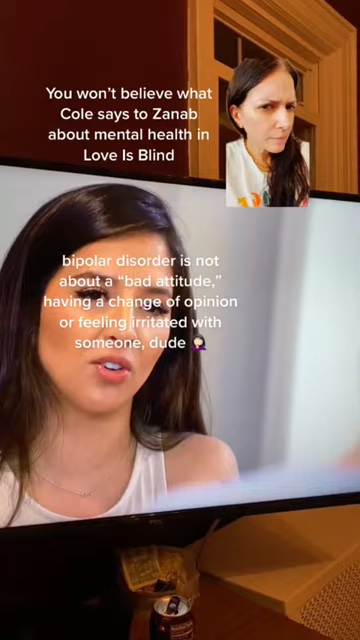 You won’t believe what
Cole says to Zanab
about mental health in
Love Is Blind
bipolar disorder is not
about a “bad attitude,”
having a change of opinion
or feeling irritated with
someone, dude 🤦🏻‍♀️
TCL